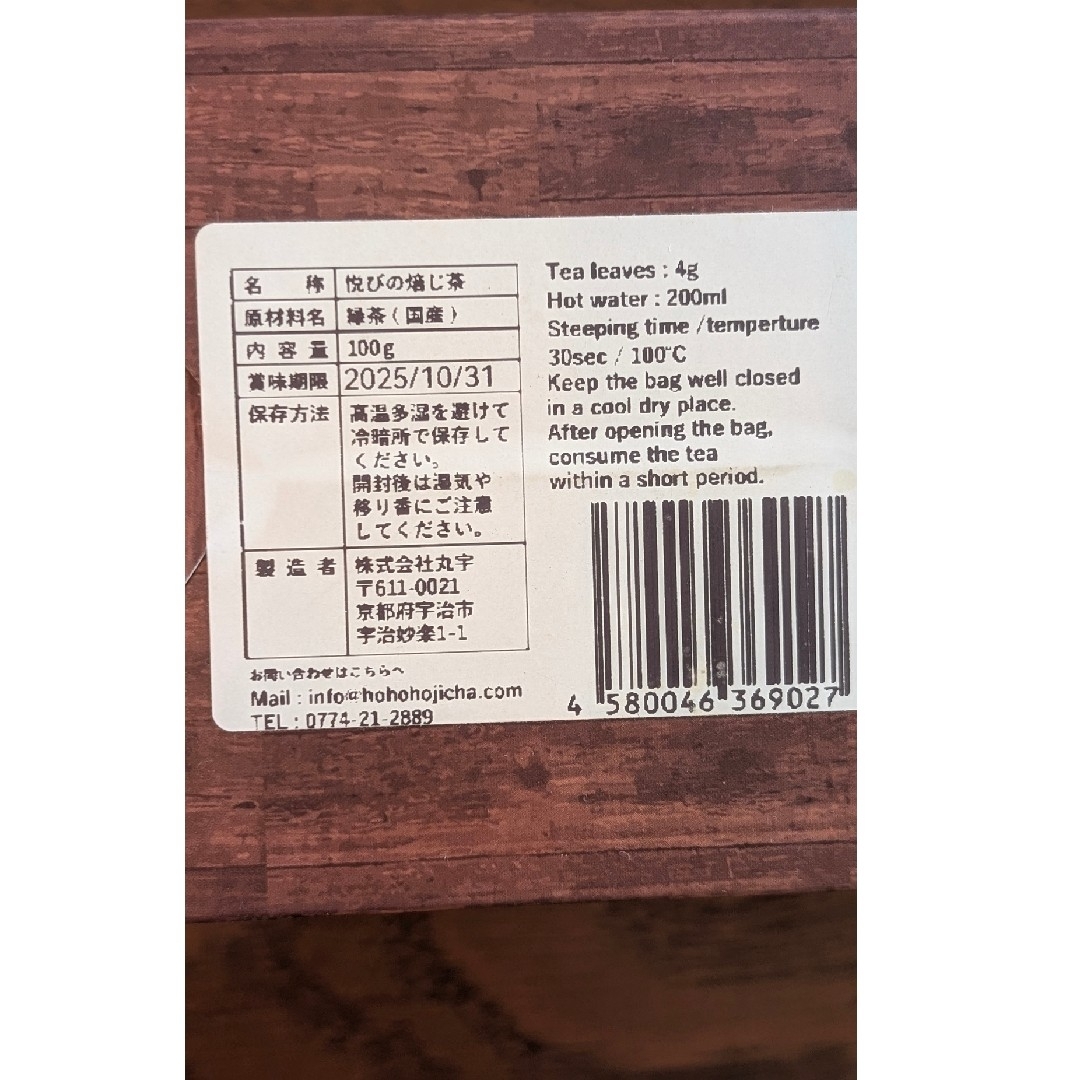 名 称 悦びの焙じ茶
原材料名 緑茶(国産)
内容量 100g
賞味期限 2025/10/31
保存方法 高温多湿を避けて
冷暗所で保存して
ください。
開封後は湿気や
移り香にご注意
してください。
製造者 株式会社丸宇
〒611-0021
京都府宇治市
宇治妙楽1-1
お問い合わせはこちらへ
Mail : info@hohohojicha.com
TEL : 0774-21-2889
Tea leaves : 4g
Hot water : 200ml
Steeping time /temperture
30sec / 100°C
Keep the bag well closed
in a cool dry place.
After opening the bag,
consume the tea
within a short period.
4 580046 369027